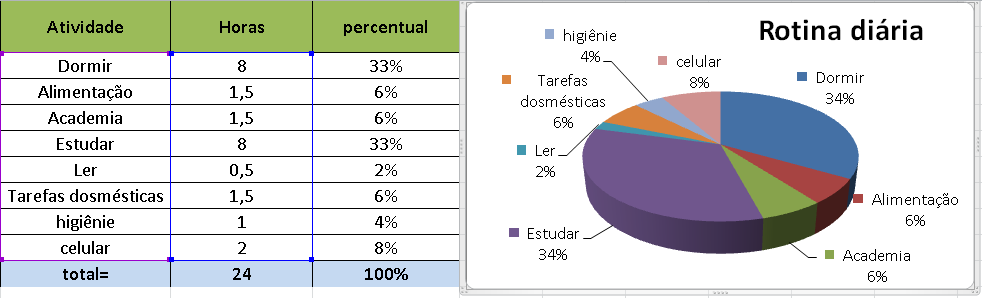 Atividade Horas percentual
Dormir 8 33%
Alimentação 1,5 6%
Academia 1,5 6%
Estudar 8 33%
Ler 0,5 2%
Tarefas dosmésticas 1,5 6%
higiênie 1 4%
celular 2 8%
total= 24 100%
Rotina diária
Dormir
34%
Alimentação
6%
Academia
6%
Estudar
34%
Ler
2%
Tarefas
dosmésticas
6%
higiênie
4%
celular
8%